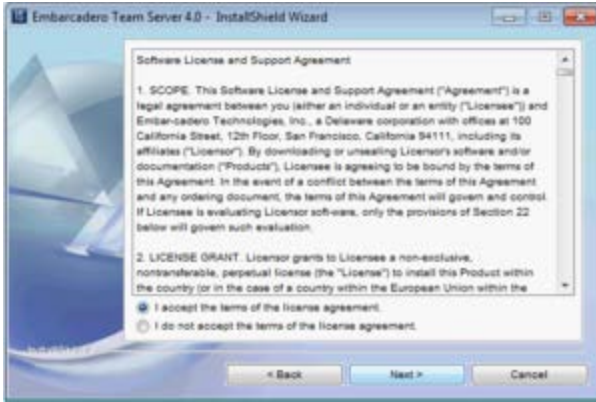 Embarcadero Team Server 4.0 - InstallShield Wizard
Software License and Support Agreement
1. SCOPE. This Software License and Support Agreement ("Agreement") is a
legal agreement between you (either an individual or an entity ("Licensee")) and
Embar-cadero Technologies, Inc., a Delaware corporation with offices at 100
California Street, 12th Floor, San Francisco, California 94111, including its
affiliates ("Licensor"). By downloading or unsealing Licensor's software and/or
documentation ("Products"), Licensee is agreeing to be bound by the terms of
this Agreement. In the event of a conflict between the terms of this Agreement
and any ordering document, the terms of this Agreement will govern and control.
If Licensee is evaluating Licensor soft-ware, only the provisions of Section 22
below will govern such evaluation.
2. LICENSE GRANT. Licensor grants to Licensee a non-exclusive,
nontransferable, perpetual license (the "License") to install this Product within
the country (or in the case of a country within the European Union within the
I accept the terms of the license agreement.
I do not accept the terms of the license agreement.
InstallShield
< Back
Next >
Cancel